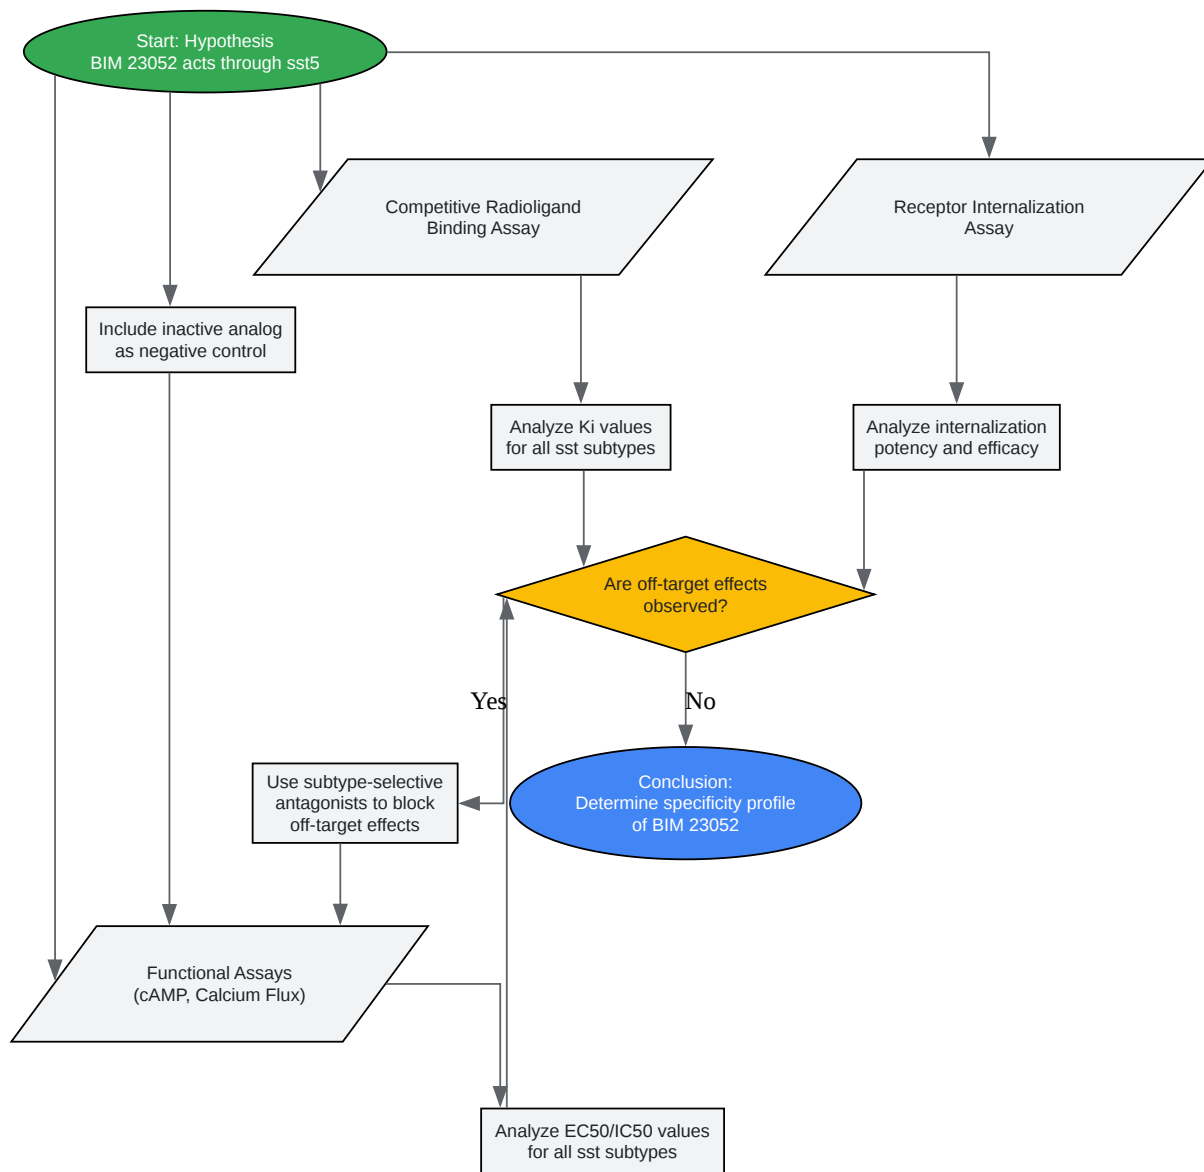 Start: Hypothesis
BIM 23052 acts through sst5
Competitive Radioligand
Binding Assay
Receptor Internalization
Assay
Include inactive analog
as negative control
Analyze Ki values
for all sst subtypes
Analyze internalization
potency and efficacy
Are off-target effects
observed?
Yes
No
Use subtype-selective
antagonists to block
off-target effects
Conclusion:
Determine specificity profile
of BIM 23052
Functional Assays
(cAMP, Calcium Flux)
Analyze EC50/IC50 values
for all sst subtypes